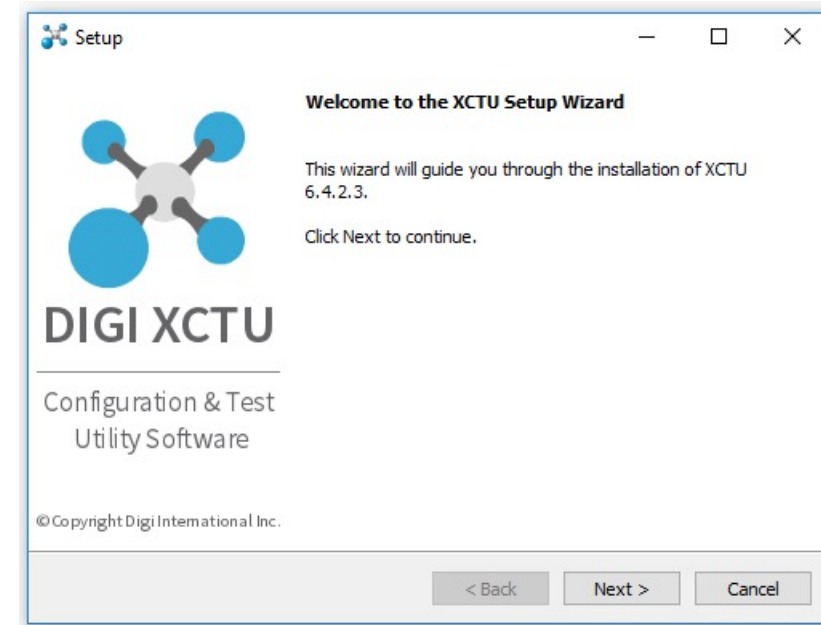 Setup
Welcome to the XCTU Setup Wizard
This wizard will guide you through the installation of XCTU
6.4.2.3.
Click Next to continue.
DIGI XCTU
Configuration & Test
Utility Software
© Copyright Digi International Inc.
< Back
Next >
Cancel